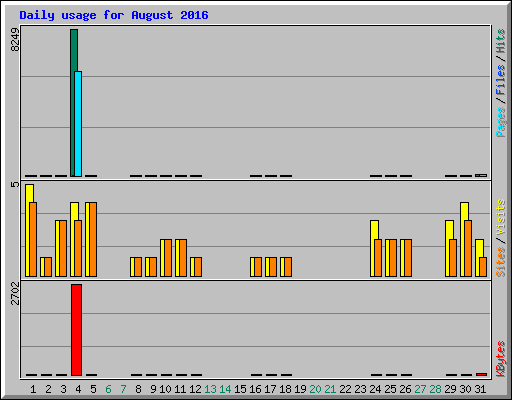 Daily usage for August 2016
8249
Pages / Files / Hits
5
Sites / Visits
2702
KBytes
1 2 3 4 5 6 7 8 9 10 11 12 13 14 15 16 17 18 19 20 21 22 23 24 25 26 27 28 29 30 31